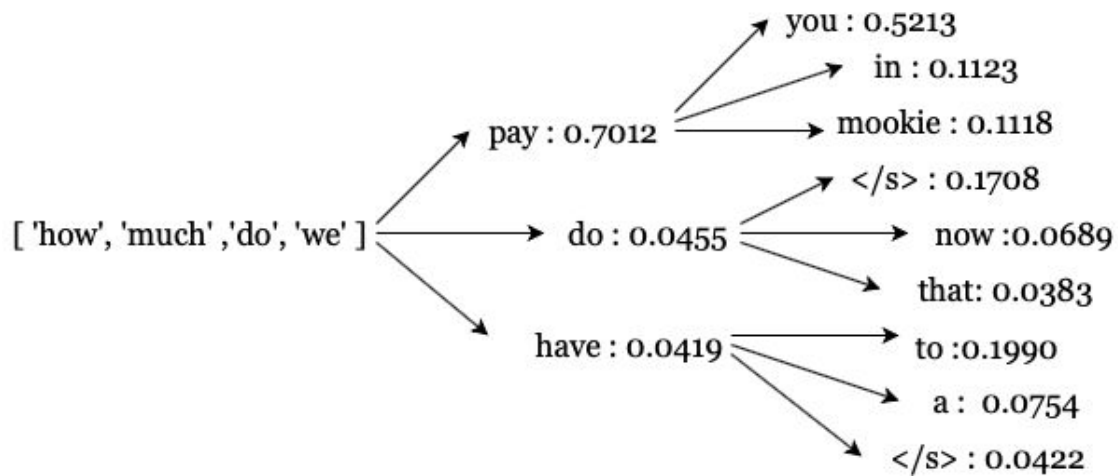 you : 0.5213
in : 0.1123
pay : 0.7012
mookie : 0.1118
</s> : 0.1708
[ 'how', 'much' ,'do', 'we' ]
do : 0.0455
now :0.0689
that: 0.0383
have : 0.0419
to :0.1990
a : 0.0754
</s> : 0.0422